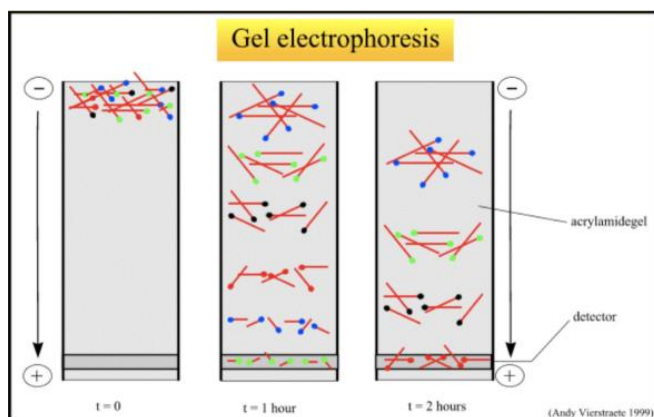 Gel electrophoresis
−
−
acrylamidegel
detector
+
+
t = 0
t = 1 hour
t = 2 hours
(Andy Vierstraete 1999)